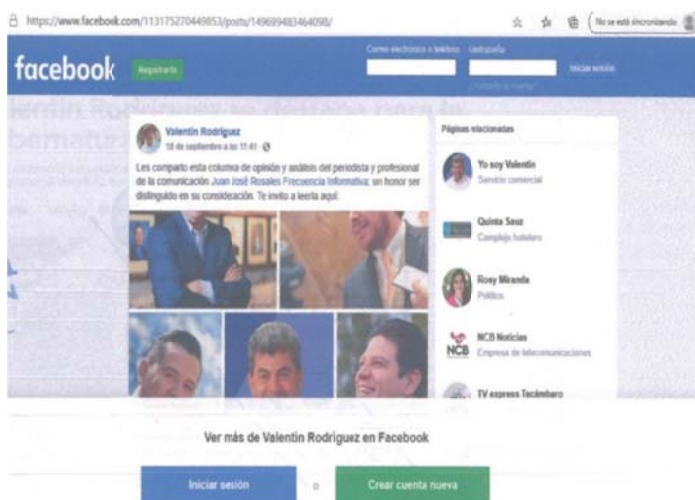 https://www.facebook.com/113175270449853/posts/149699483464098/
No se está sincronizando
Correo electrónico o teléfono Contraseña
facebook
Registrarte
Iniciar sesión
Valentín Rodríguez
18 de septiembre a las 11:41
Les comparto esta columna de opinión y análisis del periodista y profesional
de la comunicación Juan José Rosales Frecuencia Informativa; un honor ser
distinguido en su consideración. Te invito a leerla aquí.
Páginas relacionadas
Yo soy Valentín
Servicio comercial
Quinta Sauz
Complejo hotelero
Rosy Miranda
Político
NCB
NCB Noticias
Empresa de telecomunicaciones
TV express Tacámbaro
Ver más de Valentín Rodríguez en Facebook
Iniciar sesión
o
Crear cuenta nueva